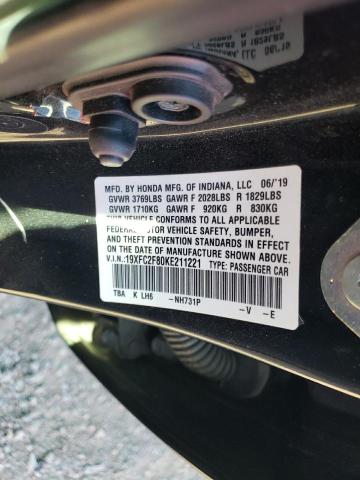 MFD. BY HONDA MFG. OF INDIANA, LLC 06/'19
GVWR 3769LBS GAWR F 2028LBS R 1829LBS
GVWR 1710KG GAWR F 920KG R 830KG
THIS VEHICLE CONFORMS TO ALL APPLICABLE
FEDERAL MOTOR VEHICLE SAFETY, BUMPER,
AND THEFT PREVENTION STANDARDS IN EFFECT
ON THE DATE OF MANUFACTURE SHOWN ABOVE.
V.I.N.:19XFC2F80KE211221 TYPE: PASSENGER CAR
TBA K LH6 –NH731P –V –E